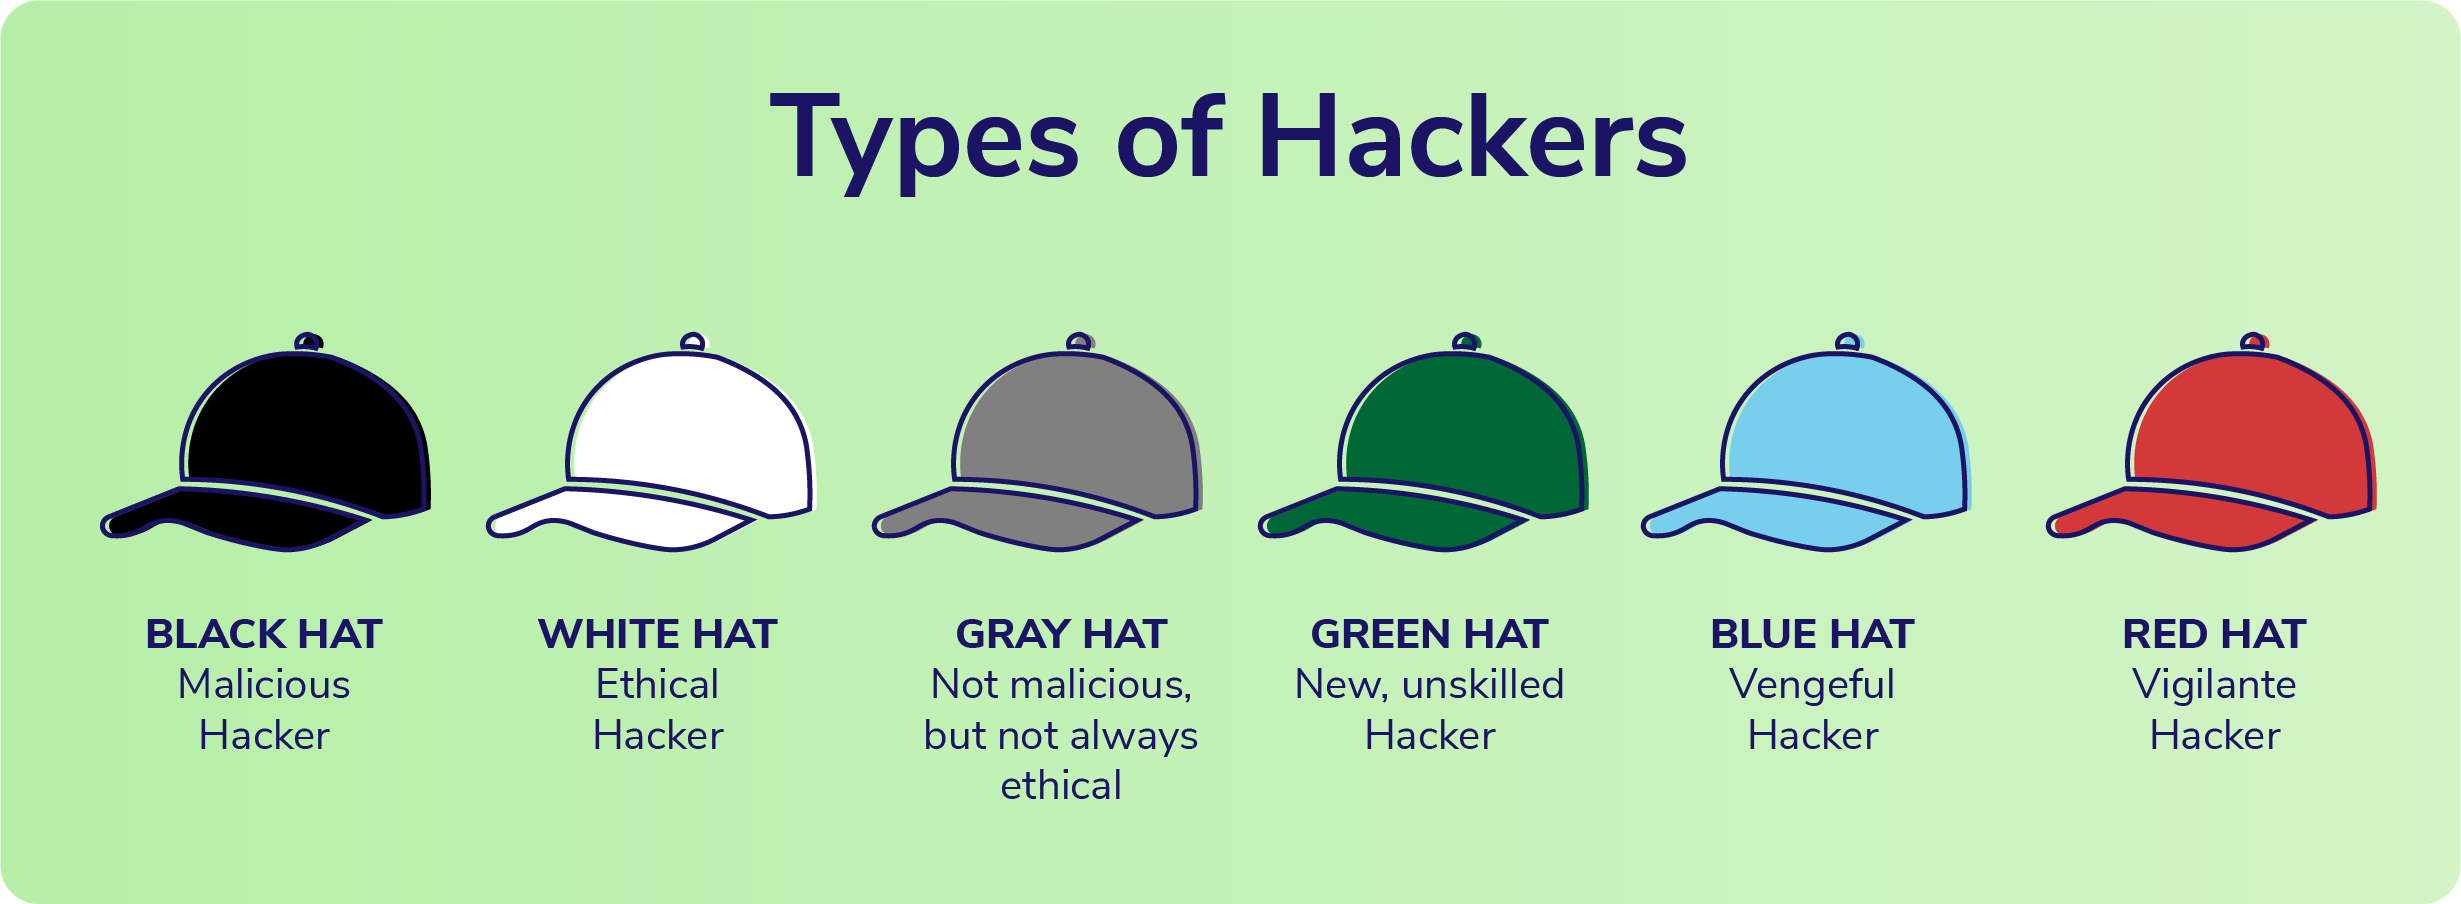 Types of Hackers
BLACK HAT
Malicious
Hacker
WHITE HAT
Ethical
Hacker
GRAY HAT
Not malicious,
but not always
ethical
GREEN HAT
New, unskilled
Hacker
BLUE HAT
Vengeful
Hacker
RED HAT
Vigilante
Hacker